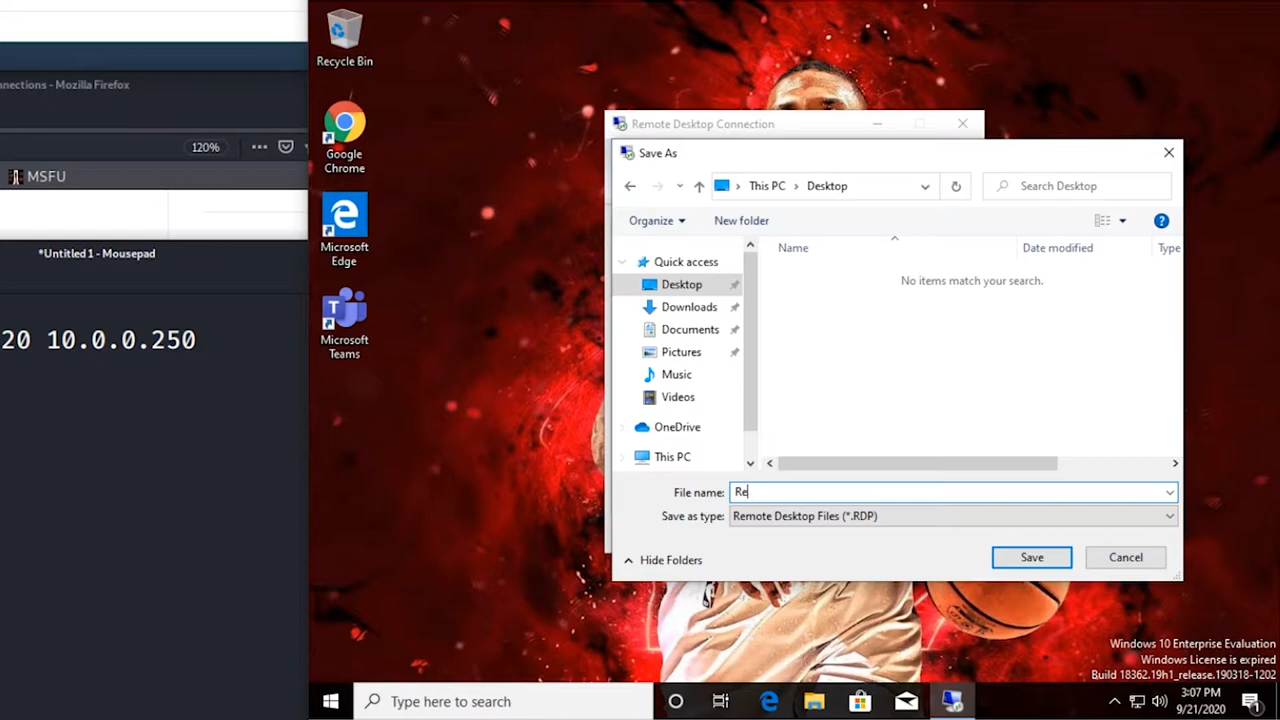 nnections - Mozilla Firefox
120%
MSFU
*Untitled 1 - Mousepad
20 10.0.0.250
Recycle Bin
Google
Chrome
Microsoft
Edge
Microsoft
Teams
Remote Desktop Connection
Save As
This PC > Desktop
Search Desktop
Organize
New folder
Name
Date modified
Type
No items match your search.
Quick access
Desktop
Downloads
Documents
Pictures
Music
Videos
OneDrive
This PC
File name: Re
Save as type: Remote Desktop Files (*.RDP)
Hide Folders
Save
Cancel
Windows 10 Enterprise Evaluation
Windows License is expired
Build 18362.19h1_release.190318-1202
Type here to search
3:07 PM
9/21/2020
1